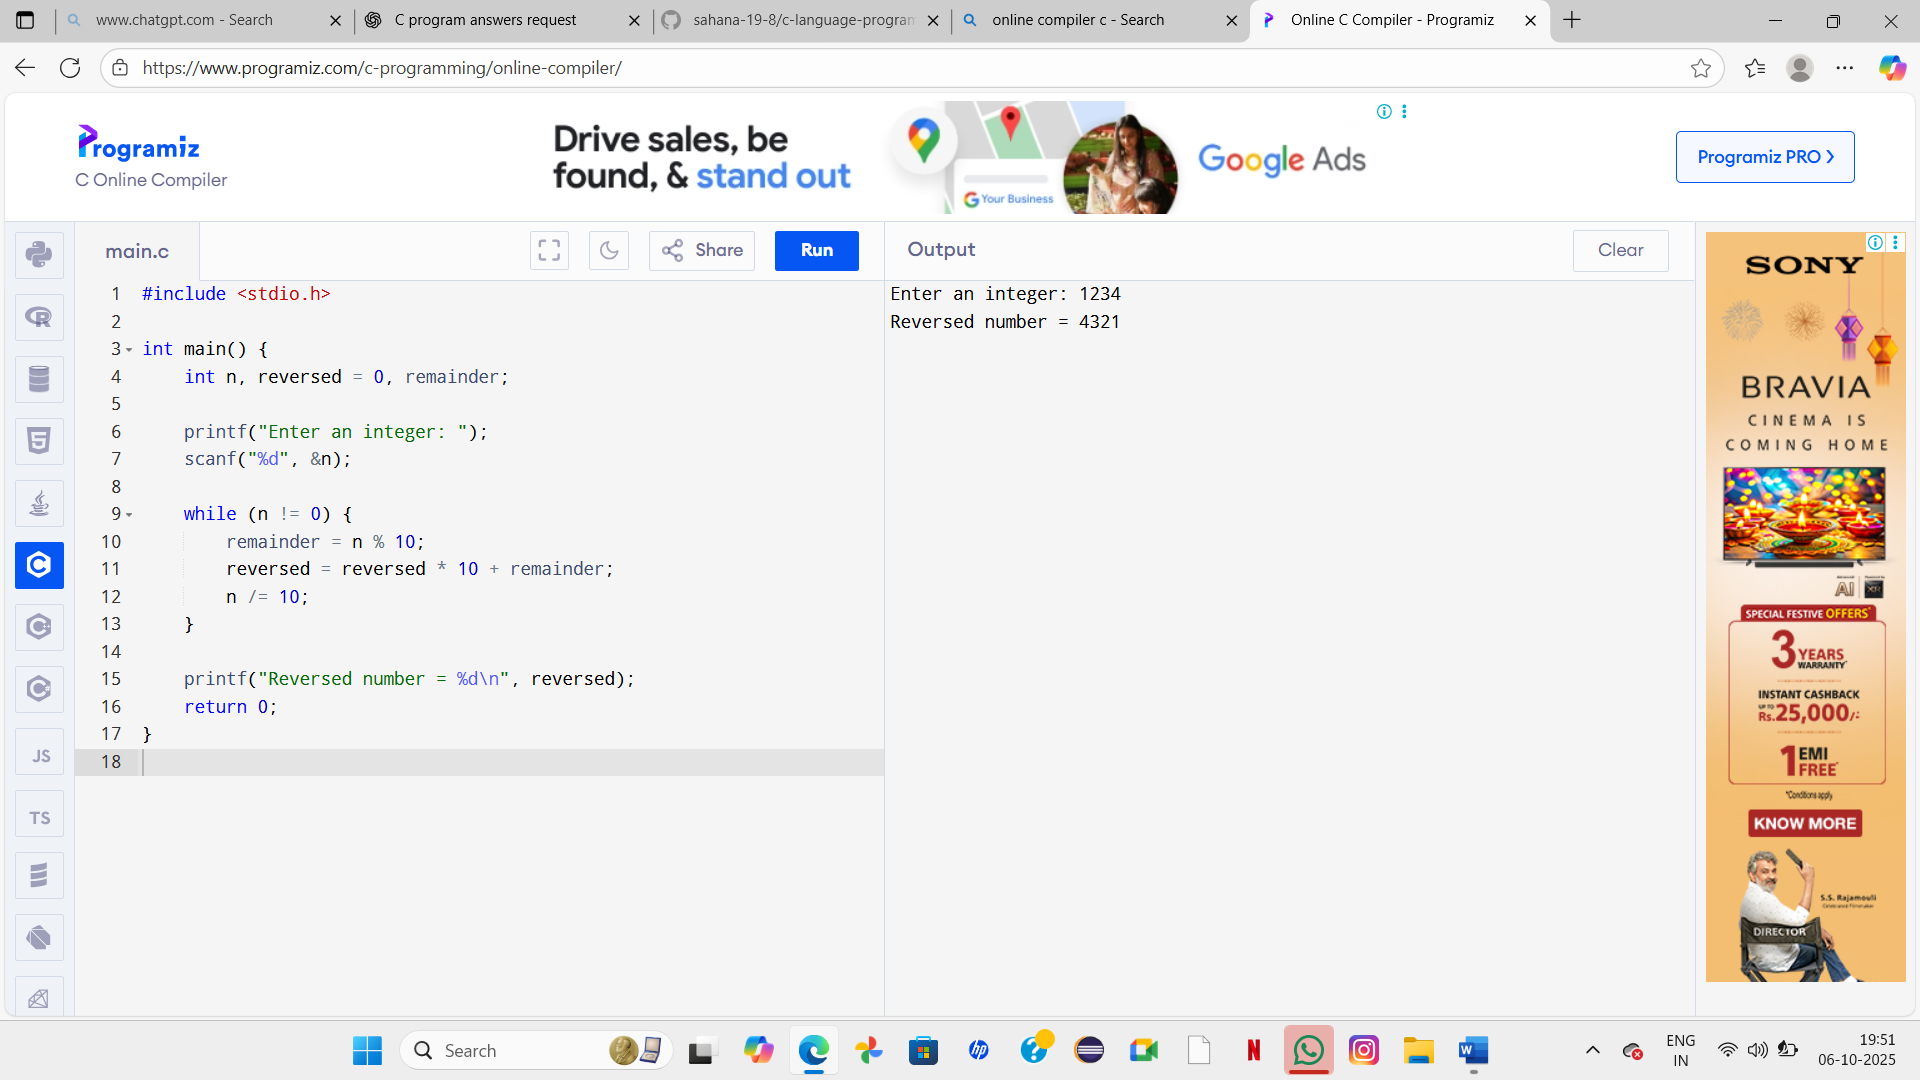 www.chatgpt.com - Search
C program answers request
sahana-19-8/c-language-program
online compiler c - Search
Online C Compiler - Programiz
https://www.programiz.com/c-programming/online-compiler/
Programiz
C Online Compiler
Drive sales, be
found, & stand out
Your Business
Google Ads
Programiz PRO
main.c
Share
Run
Output
Clear
1 #include <stdio.h>
2
3 int main() {
4 int n, reversed = 0, remainder;
5
6 printf("Enter an integer: ");
7 scanf("%d", &n);
8
9 while (n != 0) {
10 remainder = n % 10;
11 reversed = reversed * 10 + remainder;
12 n /= 10;
13 }
14
15 printf("Reversed number = %d\n", reversed);
16 return 0;
17 }
18
Enter an integer: 1234
Reversed number = 4321
JS
TS
SONY
BRAVIA
CINEMA IS
COMING HOME
AI
XR
SPECIAL FESTIVE OFFERS*
3 YEARS
WARRANTY*
INSTANT CASHBACK
UP TO
Rs.25,000/-*
1 EMI
FREE*
*Conditions apply
KNOW MORE
S.S. Rajamouli
Celebrated Filmmaker
DIRECTOR
Search
hp
N
W
ENG
IN
19:51
06-10-2025